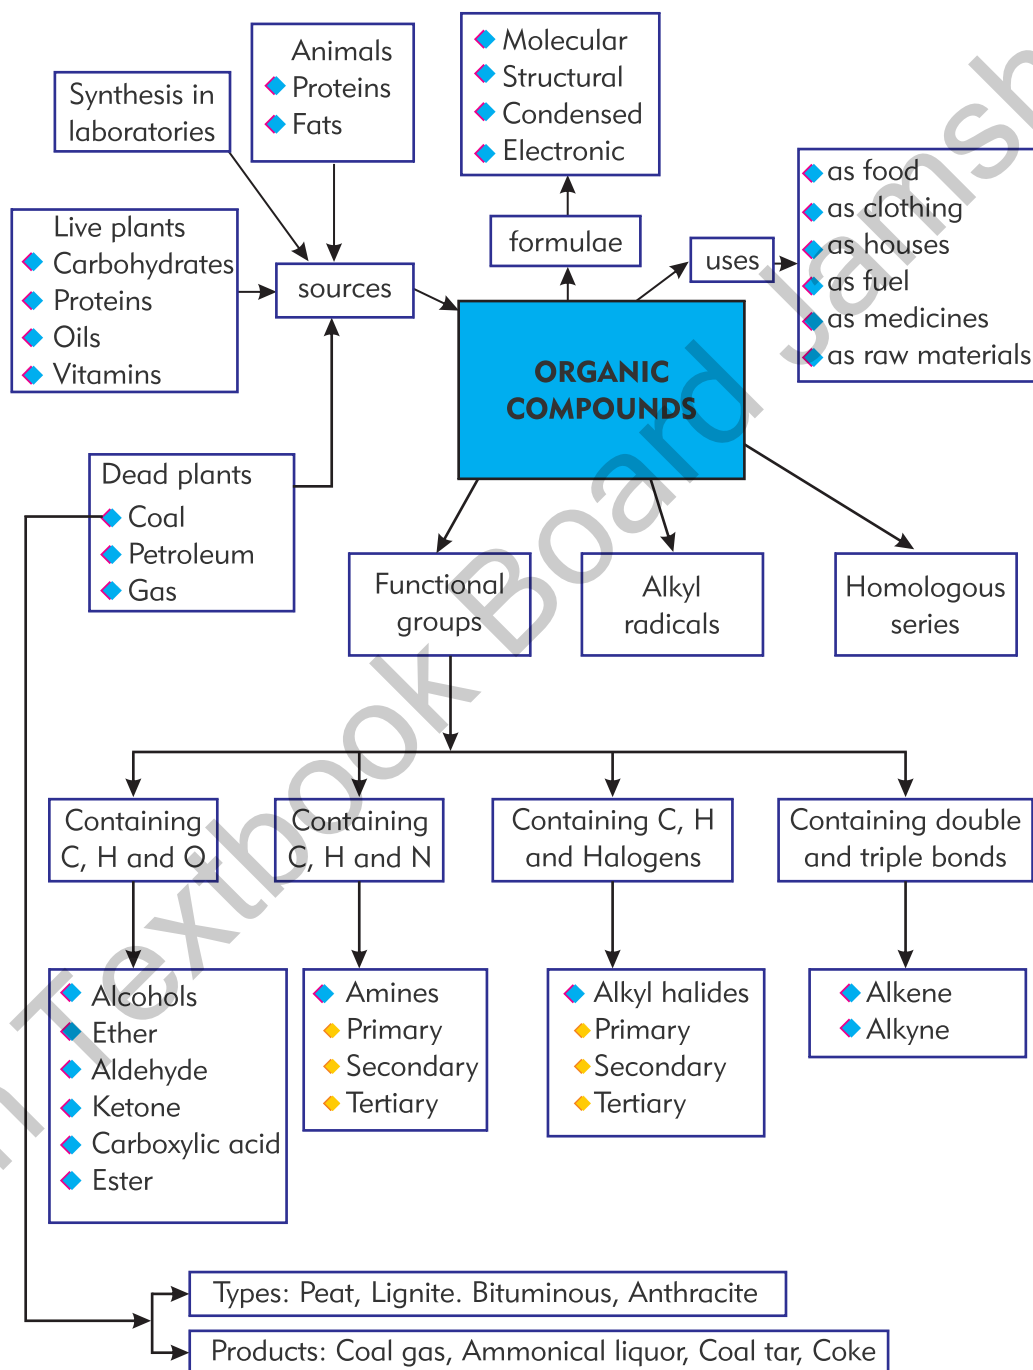 Animals
Proteins
Fats
Synthesis in
laboratories
Molecular
Structural
Condensed
Electronic
as food
as clothing
as houses
as fuel
as medicines
as raw materials
Live plants
Carbohydrates
Proteins
Oils
Vitamins
sources
formulae
uses
ORGANIC
COMPOUNDS
Dead plants
Coal
Petroleum
Gas
Functional
groups
Alkyl
radicals
Homologous
series
Containing
C, H and O
Containing
C, H and N
Containing C, H
and Halogens
Containing double
and triple bonds
Alcohols
Ether
Aldehyde
Ketone
Carboxylic acid
Ester
Amines
Primary
Secondary
Tertiary
Alkyl halides
Primary
Secondary
Tertiary
Alkene
Alkyne
Types: Peat, Lignite. Bituminous, Anthracite
Products: Coal gas, Ammonical liquor, Coal tar, Coke
Textbook Board